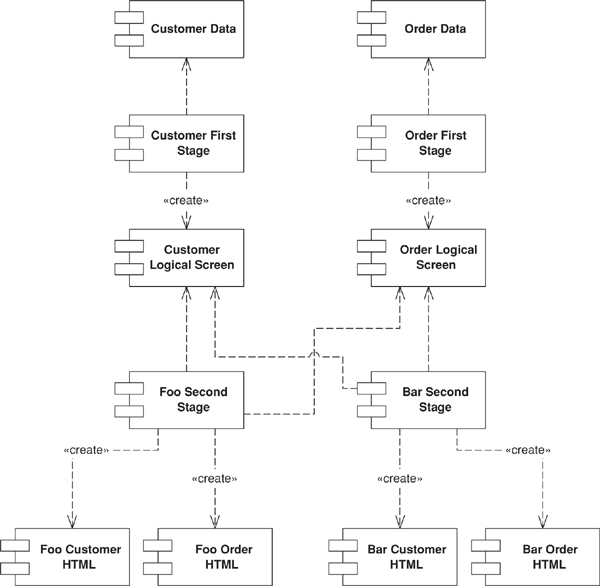 Customer Data
Order Data
Customer First
Stage
Order First
Stage
«create»
«create»
Customer
Logical Screen
Order Logical
Screen
Foo Second
Stage
Bar Second
Stage
«create»
«create»
«create»
«create»
Foo Customer
HTML
Foo Order
HTML
Bar Customer
HTML
Bar Order
HTML